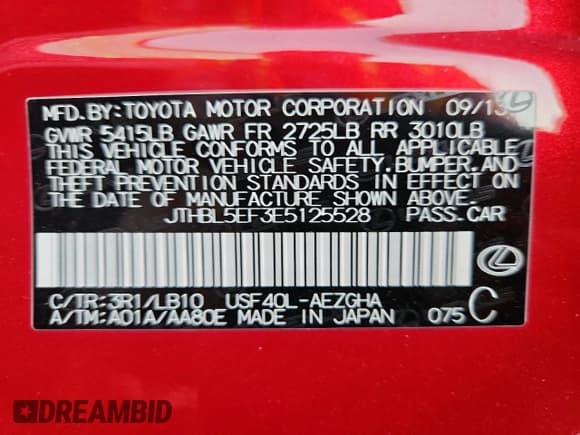 MFD.BY:TOYOTA MOTOR CORPORATION 09/13
GVWR 5415LB GAWR FR 2725LB RR 3010LB
THIS VEHICLE CONFORMS TO ALL APPLICABLE
FEDERAL MOTOR VEHICLE SAFETY,BUMPER,AND
THEFT PREVENTION STANDARDS IN EFFECT ON
THE DATE OF MANUFACTURE SHOWN ABOVE.
JTHBL5EF3E5125528 PASS.CAR
C/TR:3R1/LB10 USF40L-AEZGHA
A/TM:A01A/AA80E MADE IN JAPAN 075 C
DREAMBID